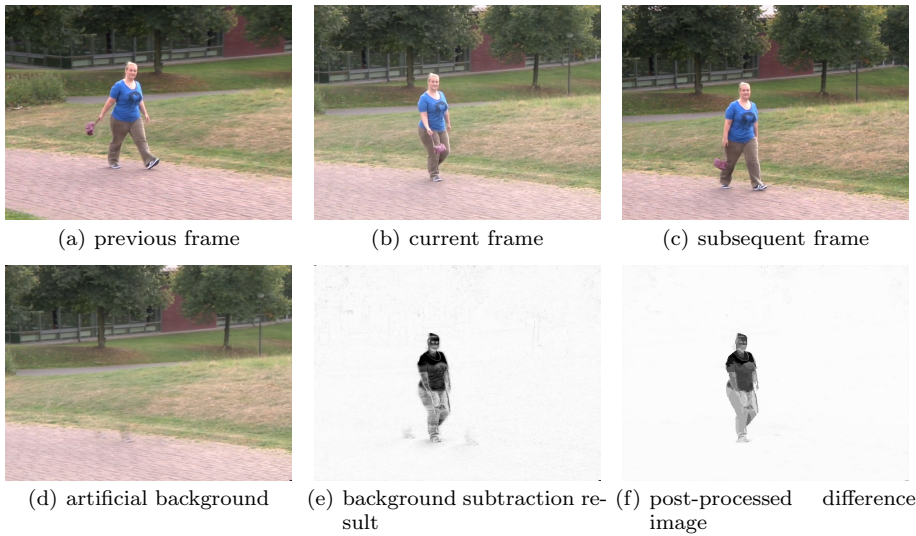 (a) previous frame
(b) current frame
(c) subsequent frame
(d) artificial background
(e) background subtraction re-
sult
(f) post-processed difference
image